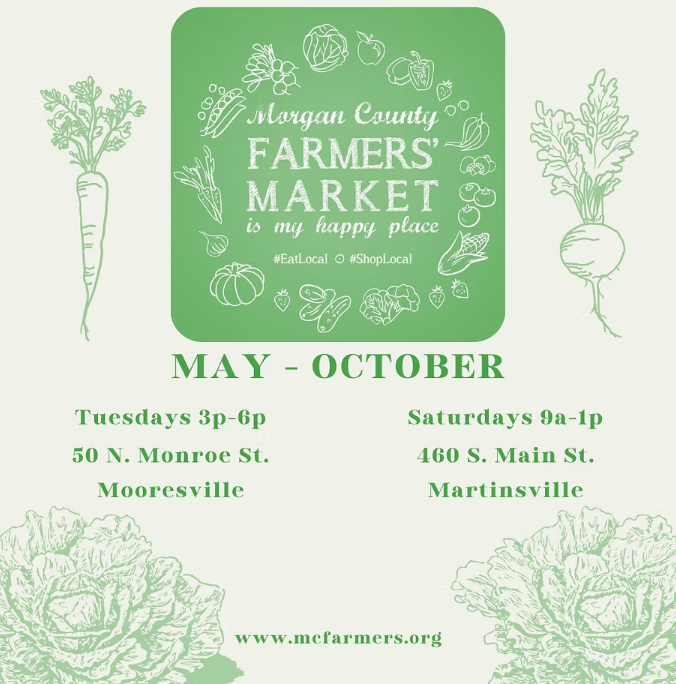 Morgan County
FARMERS'
MARKET
is my happy place
#EatLocal #ShopLocal
MAY - OCTOBER
Tuesdays 3p-6p
50 N. Monroe St.
Mooresville
Saturdays 9a-1p
460 S. Main St.
Martinsville
www.mcfarmers.org